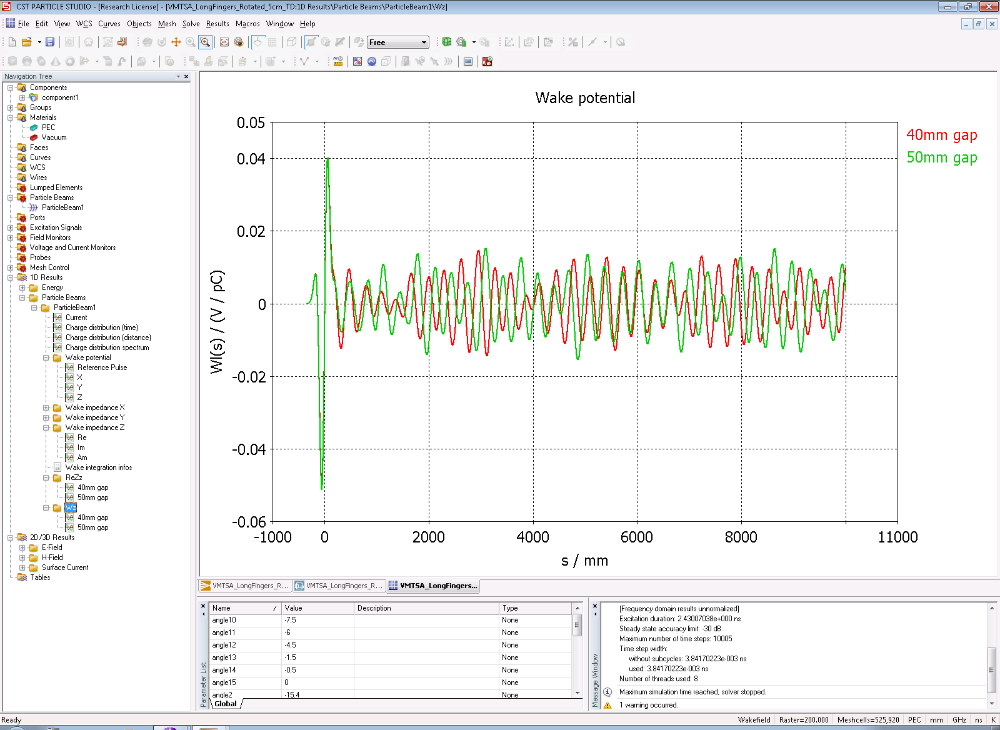 CST PARTICLE STUDIO - [Research License] - [VMTSA_LongFingers_Rotated_5cm_TD:1D Results\Particle Beams\ParticleBeam1\Wz]
File Edit View WCS Curves Objects Mesh Solve Results Macros Window Help
Free
Navigation Tree
Components
component1
Groups
Materials
PEC
Vacuum
Faces
Curves
WCS
Wires
Lumped Elements
Particle Beams
ParticleBeam1
Ports
Excitation Signals
Field Monitors
Voltage and Current Monitors
Probes
Mesh Control
1D Results
Energy
Particle Beams
ParticleBeam1
Current
Charge distribution (time)
Charge distribution (distance)
Charge distribution spectrum
Wake potential
Reference Pulse
X
Y
Z
Wake impedance X
Wake impedance Y
Wake impedance Z
Re
Im
Am
Wake integration infos
ReZz
40mm gap
50mm gap
Wz
40mm gap
50mm gap
2D/3D Results
E-Field
H-Field
Surface Current
Tables
Wake potential
0.05
0.04
0.02
0
-0.02
-0.04
-0.06
Wl(s) / (V / pC)
-1000 0 2000 4000 6000 8000 11000
s / mm
40mm gap
50mm gap
VMTSA_LongFingers_R... VMTSA_LongFingers_R... VMTSA_LongFingers...
Parameter List
Name / Value Description Type
angle10 -7.5 None
angle11 -6 None
angle12 -4.5 None
angle13 -1.5 None
angle14 -0.5 None
angle15 0 None
angle2 -15.4 None
Global
Message Window
[Frequency domain results unnormalized]
Excitation duration: 2.43007038e+000 ns
Steady state accuracy limit: -30 dB
Maximum number of time steps: 10005
Time step width:
without subcycles: 3.84170223e-003 ns
used: 3.84170223e-003 ns
Number of threads used: 8
Maximum simulation time reached, solver stopped.
1 warning occurred.
Ready
Wakefield Raster=200.000 Meshcells=525,920 PEC mm GHz ns K